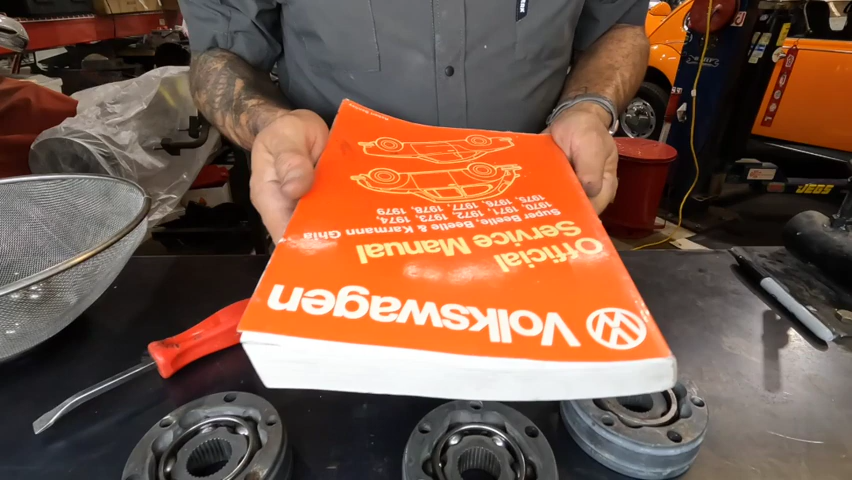 Volkswagen
Official
Service Manual
Super Beetle, Beetle & Karmann Ghia
1970, 1971, 1972, 1973, 1974,
1975, 1976, 1977, 1978, 1979